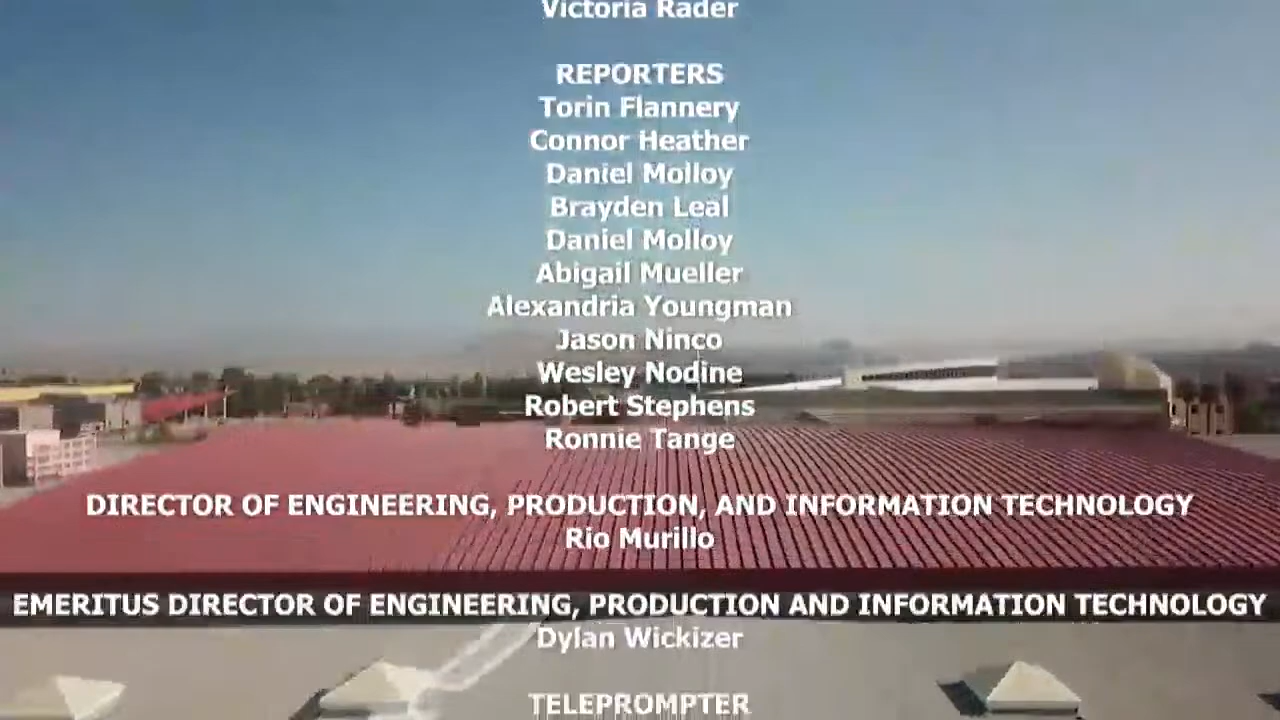 Victoria Rader
REPORTERS
Torin Flannery
Connor Heather
Daniel Molloy
Brayden Leal
Daniel Molloy
Abigail Mueller
Alexandria Youngman
Jason Ninco
Wesley Nodine
Robert Stephens
Ronnie Tange
DIRECTOR OF ENGINEERING, PRODUCTION, AND INFORMATION TECHNOLOGY
Rio Murillo
EMERITUS DIRECTOR OF ENGINEERING, PRODUCTION AND INFORMATION TECHNOLOGY
Dylan Wickizer
TELEPROMPTER